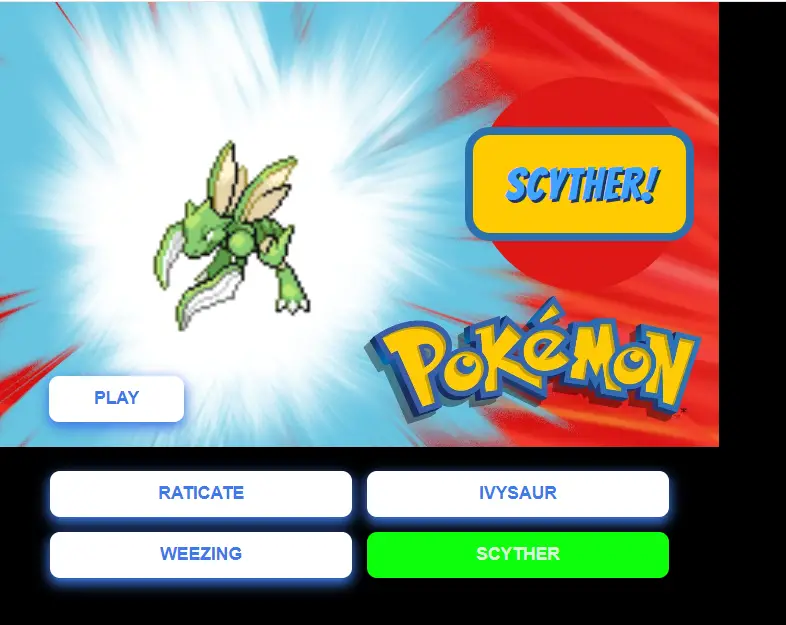 SCYTHER!
POKéMON
PLAY
RATICATE
IVYSAUR
WEEZING
SCYTHER